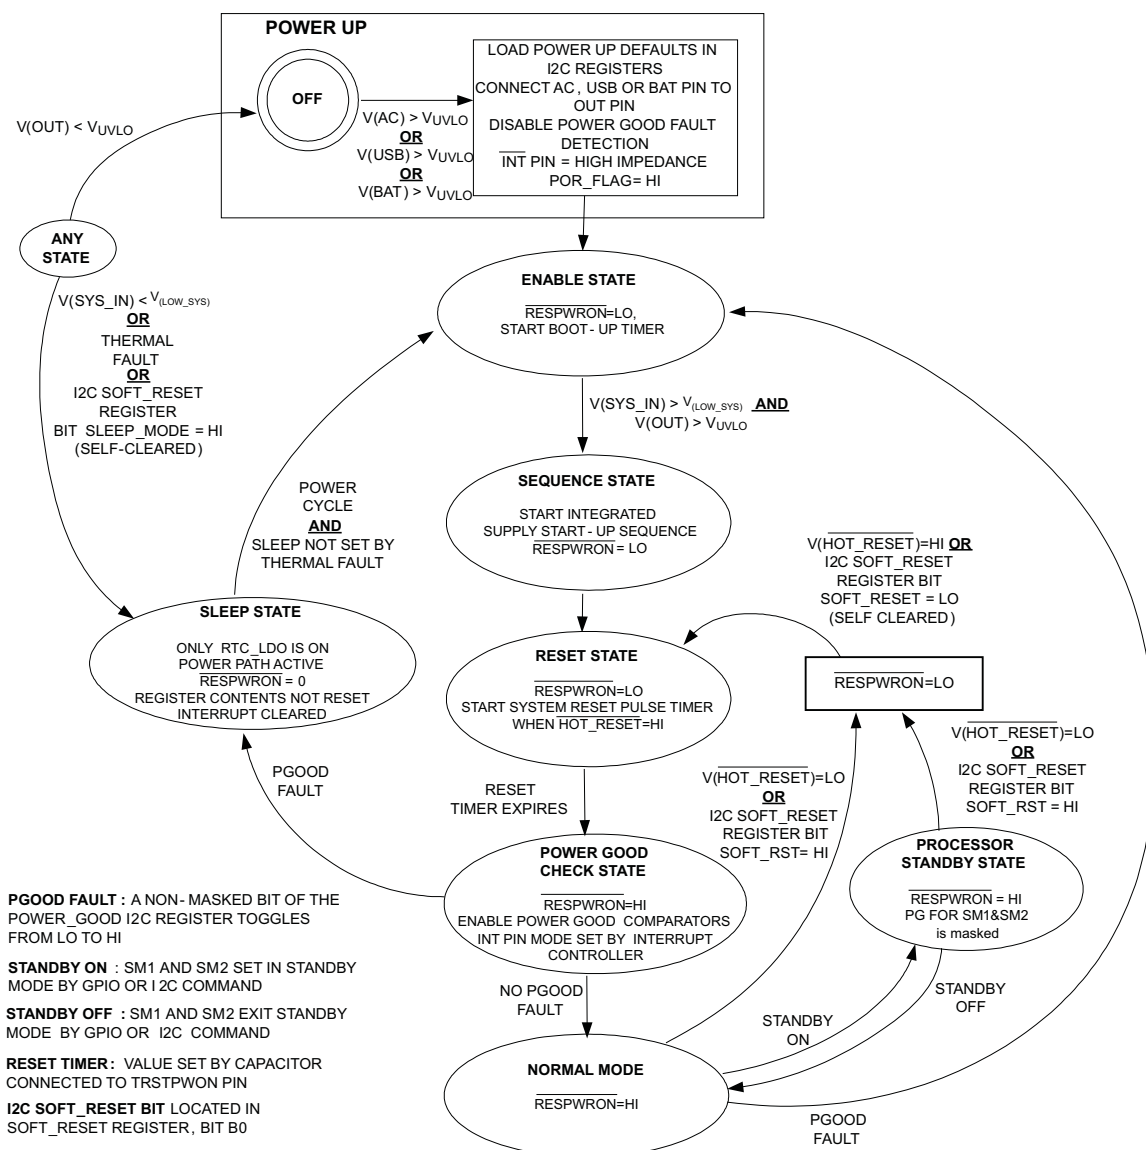 POWER UP
OFF
V(AC) > VUVLO
OR
V(USB) > VUVLO
OR
V(BAT) > VUVLO
LOAD POWER UP DEFAULTS IN
I2C REGISTERS
CONNECT AC, USB OR BAT PIN TO
OUT PIN
DISABLE POWER GOOD FAULT
DETECTION
INT PIN = HIGH IMPEDANCE
POR_FLAG= HI
V(OUT) < VUVLO
ANY
STATE
V(SYS_IN) < V(LOW_SYS)
OR
THERMAL
FAULT
OR
I2C SOFT_RESET
REGISTER
BIT SLEEP_MODE = HI
(SELF-CLEARED)
ENABLE STATE
RESPWRON=LO,
START BOOT-UP TIMER
V(SYS_IN) > V(LOW_SYS) AND
V(OUT) > VUVLO
SEQUENCE STATE
START INTEGRATED
SUPPLY START-UP SEQUENCE
RESPWRON = LO
POWER
CYCLE
AND
SLEEP NOT SET BY
THERMAL FAULT
SLEEP STATE
ONLY RTC_LDO IS ON
POWER PATH ACTIVE
RESPWRON = 0
REGISTER CONTENTS NOT RESET
INTERRUPT CLEARED
RESET STATE
RESPWRON=LO
START SYSTEM RESET PULSE TIMER
WHEN HOT_RESET=HI
V(HOT_RESET)=HI OR
I2C SOFT_RESET
REGISTER BIT
SOFT_RESET = LO
(SELF CLEARED)
RESPWRON=LO
PGOOD
FAULT
RESET
TIMER EXPIRES
V(HOT_RESET)=LO
OR
I2C SOFT_RESET
REGISTER BIT
SOFT_RST= HI
V(HOT_RESET)=LO
OR
I2C SOFT_RESET
REGISTER BIT
SOFT_RST = HI
POWER GOOD
CHECK STATE
RESPWRON=HI
ENABLE POWER GOOD COMPARATORS
INT PIN MODE SET BY INTERRUPT
CONTROLLER
PROCESSOR
STANDBY STATE
RESPWRON = HI
PG FOR SM1&SM2
is masked
NO PGOOD
FAULT
STANDBY
ON
STANDBY
OFF
NORMAL MODE
RESPWRON=HI
PGOOD
FAULT
PGOOD FAULT : A NON-MASKED BIT OF THE
POWER_GOOD I2C REGISTER TOGGLES
FROM LO TO HI
STANDBY ON : SM1 AND SM2 SET IN STANDBY
MODE BY GPIO OR I2C COMMAND
STANDBY OFF : SM1 AND SM2 EXIT STANDBY
MODE BY GPIO OR I2C COMMAND
RESET TIMER: VALUE SET BY CAPACITOR
CONNECTED TO TRSTPWON PIN
I2C SOFT_RESET BIT LOCATED IN
SOFT_RESET REGISTER, BIT B0